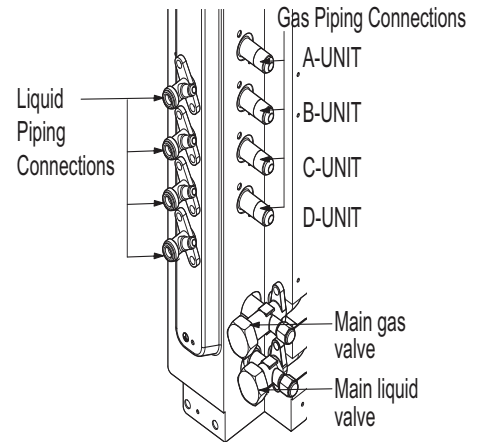 Gas Piping Connections
A-UNIT
Liquid
Piping
Connections
B-UNIT
C-UNIT
D-UNIT
Main gas
valve
Main liquid
valve